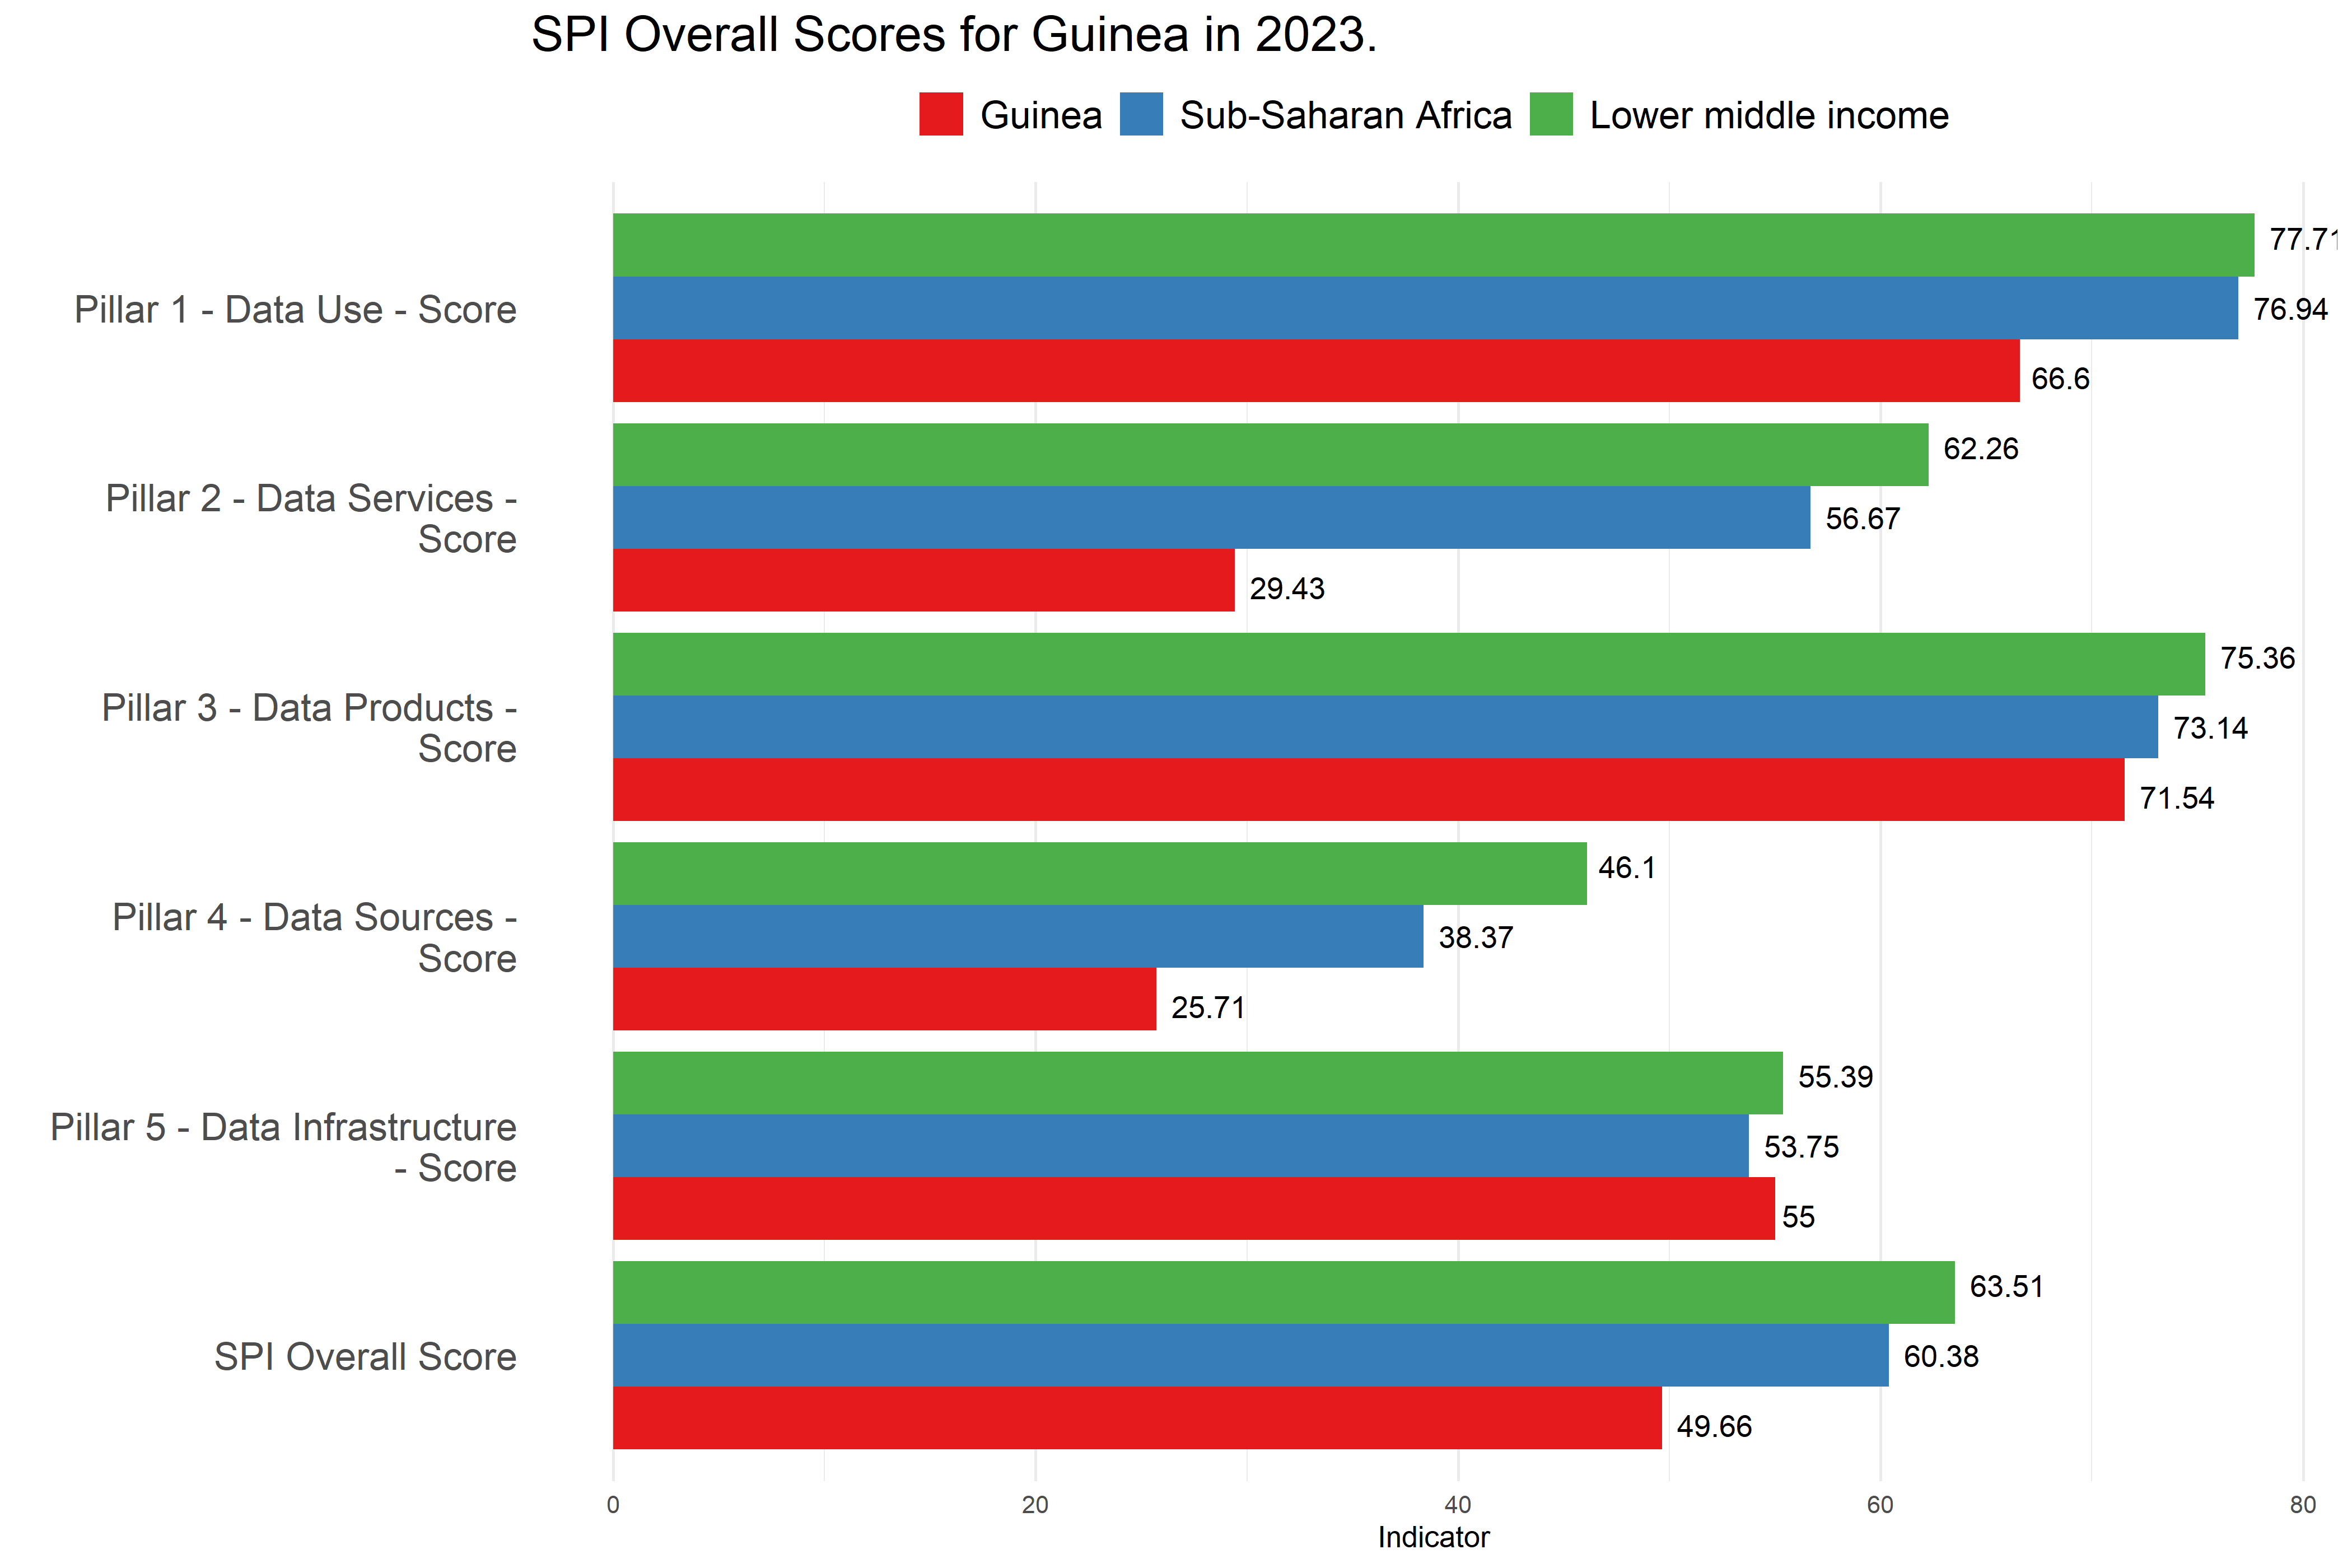 SPI Overall Scores for Guinea in 2023.
Guinea Sub-Saharan Africa Lower middle income
Pillar 1 - Data Use - Score
77.71
76.94
66.6
Pillar 2 - Data Services -
Score
62.26
56.67
29.43
Pillar 3 - Data Products -
Score
75.36
73.14
71.54
Pillar 4 - Data Sources -
Score
46.1
38.37
25.71
Pillar 5 - Data Infrastructure
- Score
55.39
53.75
55
SPI Overall Score
63.51
60.38
49.66
0 20 40 60 80
Indicator